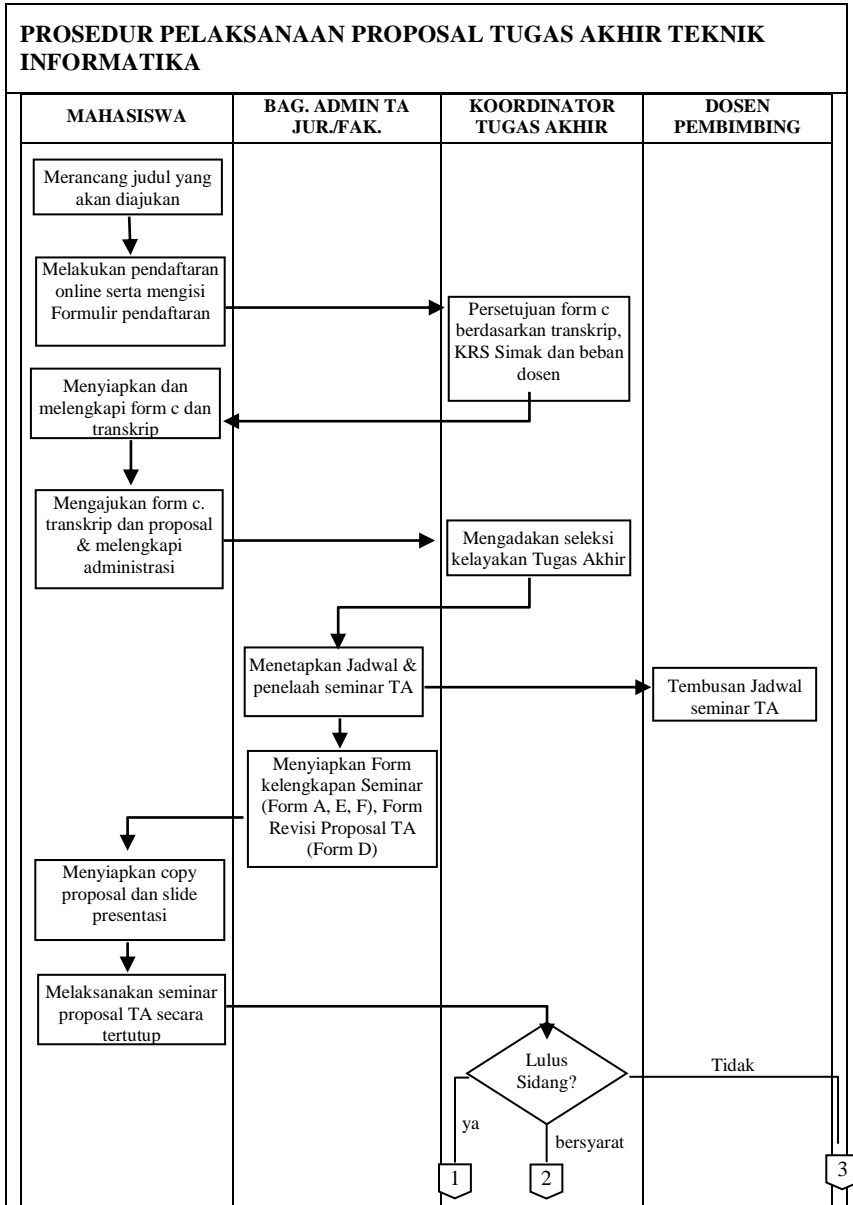 PROSEDUR PELAKSANAAN PROPOSAL TUGAS AKHIR TEKNIK
INFORMATIKA
MAHASISWA
BAG. ADMIN TA
JUR./FAK.
KOORDINATOR
TUGAS AKHIR
DOSEN
PEMBIMBING
Merancang judul yang
akan diajukan
Melakukan pendaftaran
online serta mengisi
Formulir pendaftaran
Persetujuan form c
berdasarkan transkrip,
KRS Simak dan beban
dosen
Menyiapkan dan
melengkapi form c dan
transkrip
Mengajukan form c.
transkrip dan proposal
& melengkapi
administrasi
Mengadakan seleksi
kelayakan Tugas Akhir
Menetapkan Jadwal &
penelaah seminar TA
Tembusan Jadwal
seminar TA
Menyiapkan Form
kelengkapan Seminar
(Form A, E, F), Form
Revisi Proposal TA
(Form D)
Menyiapkan copy
proposal dan slide
presentasi
Melaksanakan seminar
proposal TA secara
tertutup
Lulus
Sidang?
Tidak
ya
bersyarat
1
2
3